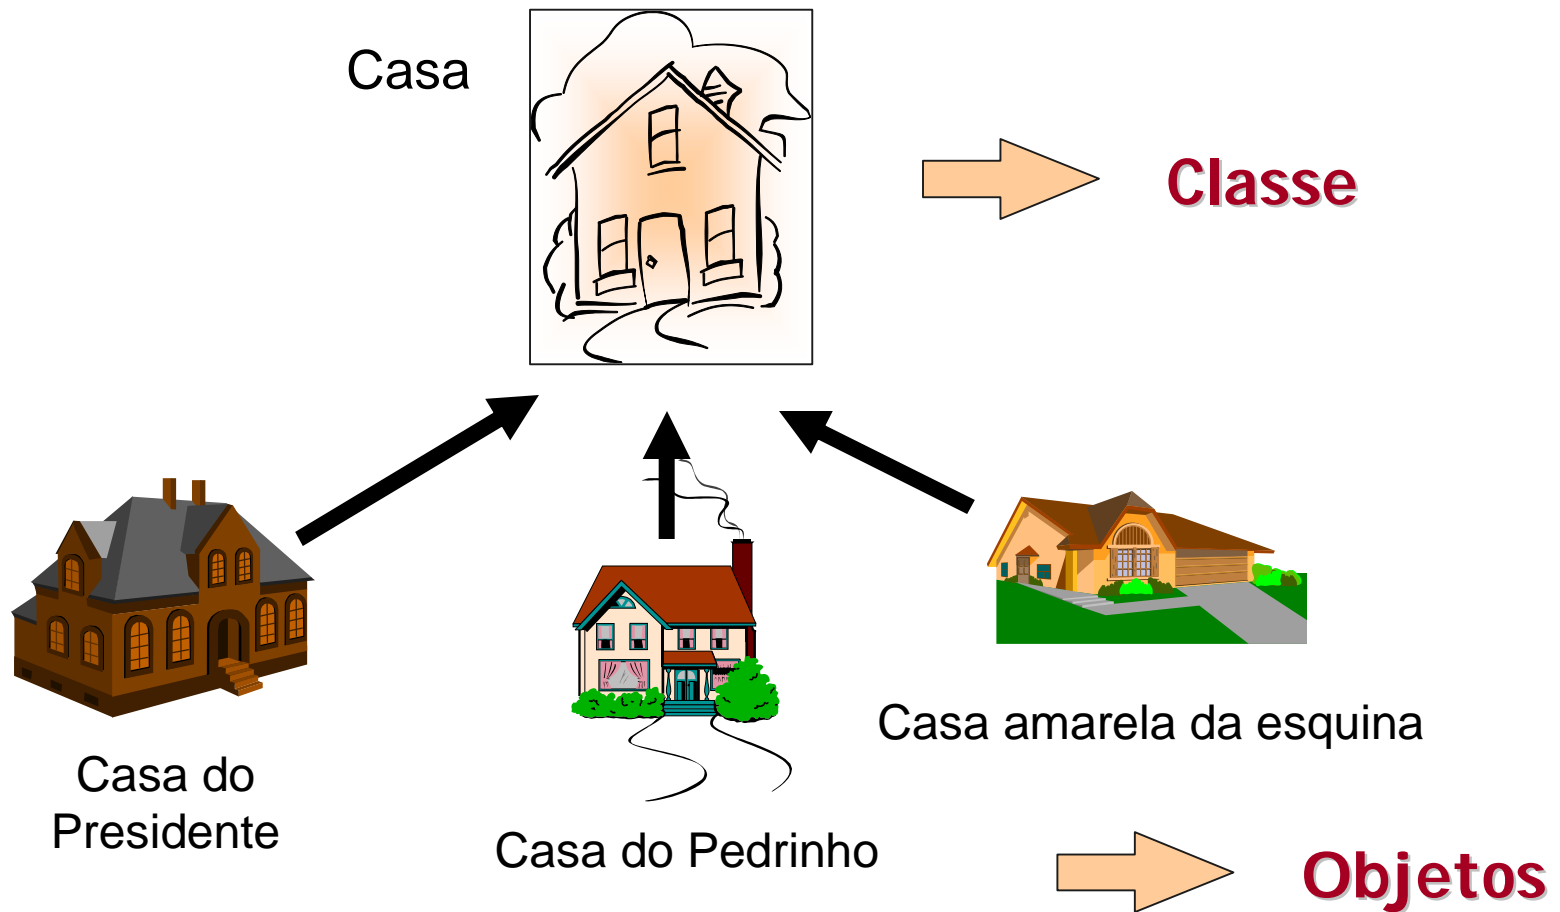 Casa
Classe
Casa amarela da esquina
Casa do
Presidente
Casa do Pedrinho
Objetos